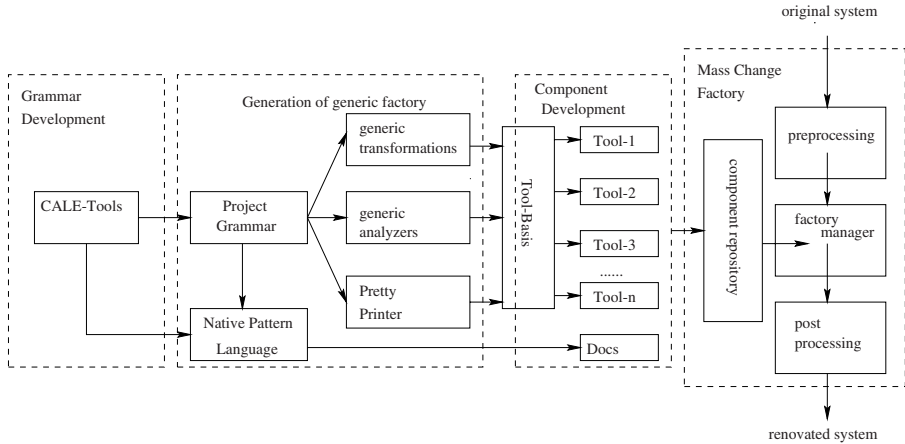 original system
Grammar
Development
Generation of generic factory
Component
Development
Mass Change
Factory
CALE-Tools
Project
Grammar
Native Pattern
Language
generic
transformations
generic
analyzers
Pretty
Printer
Tool-Basis
Tool-1
Tool-2
Tool-3
......
Tool-n
Docs
component repository
preprocessing
factory
manager
post
processing
renovated system